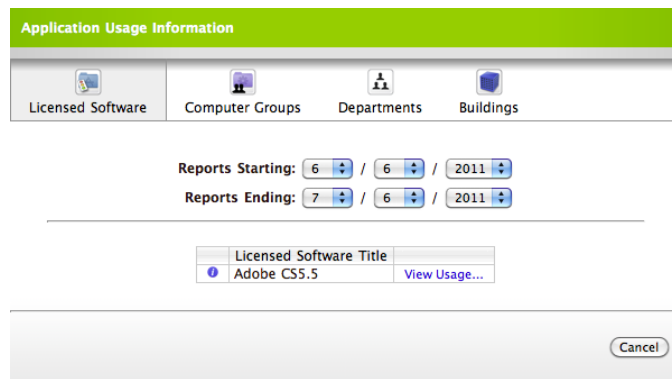 Application Usage Information
Licensed Software Computer Groups Departments Buildings
Reports Starting: 6 / 6 / 2011
Reports Ending: 7 / 6 / 2011
Licensed Software Title
Adobe CS5.5 View Usage...
Cancel